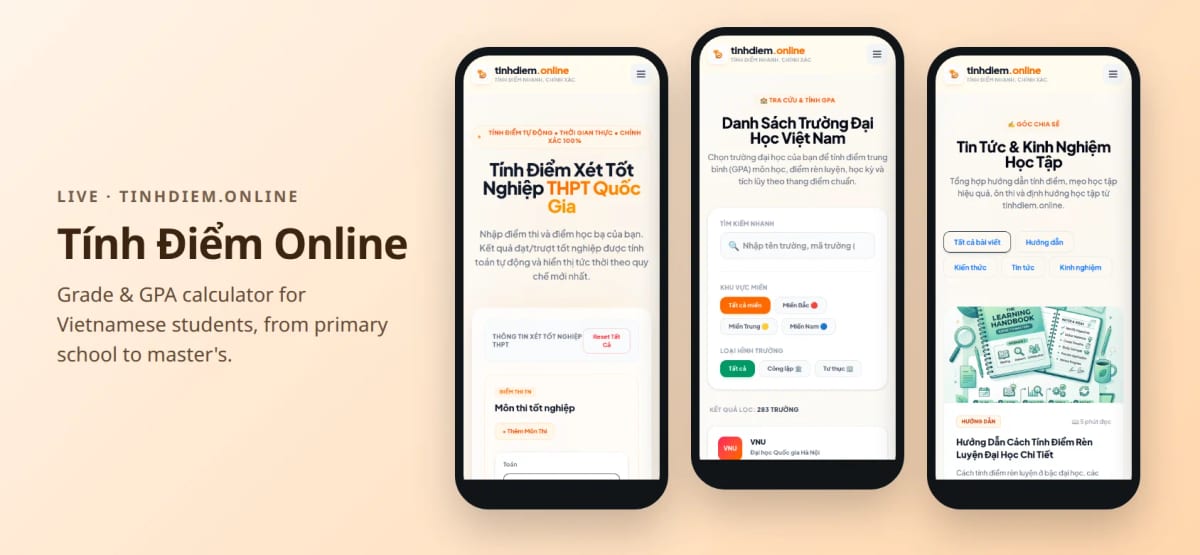 LIVE · TINHDIEM.ONLINE
Tính Điểm Online
Grade & GPA calculator for
Vietnamese students, from primary
school to master's.
tinhdiem.online
TÍNH ĐIỂM NHANH, CHÍNH XÁC
TÍNH ĐIỂM TỰ ĐỘNG • THỜI GIAN THỰC • CHÍNH
XÁC 100%
Tính Điểm Xét Tốt
Nghiệp THPT Quốc
Gia
Nhập điểm thi và điểm học bạ của bạn.
Kết quả đạt/trượt tốt nghiệp được tính
toán tự động và hiển thị tức thời theo quy
chế mới nhất.
THÔNG TIN XÉT TỐT NGHIỆP
THPT
Reset Tất
Cả
ĐIỂM THI TN
Môn thi tốt nghiệp
+ Thêm Môn Thi
Toán
tinhdiem.online
TÍNH ĐIỂM NHANH, CHÍNH XÁC
TRA CỨU & TÍNH GPA
Danh Sách Trường Đại
Học Việt Nam
Chọn trường đại học của bạn để tính điểm trung
bình (GPA) môn học, điểm rèn luyện, học kỳ và
tích lũy theo thang điểm chuẩn.
TÌM KIẾM NHANH
Nhập tên trường, mã trường (
KHU VỰC MIỀN
Tất cả miền
Miền Bắc
Miền Trung
Miền Nam
LOẠI HÌNH TRƯỜNG
Tất cả
Công lập
Tư thục
KẾT QUẢ LỌC: 283 TRƯỜNG
VNU
VNU
Đại học Quốc gia Hà Nội
tinhdiem.online
TÍNH ĐIỂM NHANH, CHÍNH XÁC
GÓC CHIA SẺ
Tin Tức & Kinh Nghiệm
Học Tập
Tổng hợp hướng dẫn tính điểm, mẹo học tập
hiệu quả, ôn thi và định hướng học tập từ
tinhdiem.online.
Tất cả bài viết
Hướng dẫn
Kiến thức
Tin tức
Kinh nghiệm
THE
LEARNING
HANDBOOK
HƯỚNG DẪN
5 phút đọc
Hướng Dẫn Cách Tính Điểm Rèn
Luyện Đại Học Chi Tiết
Cách tính điểm rèn luyện ở bậc đại học, các